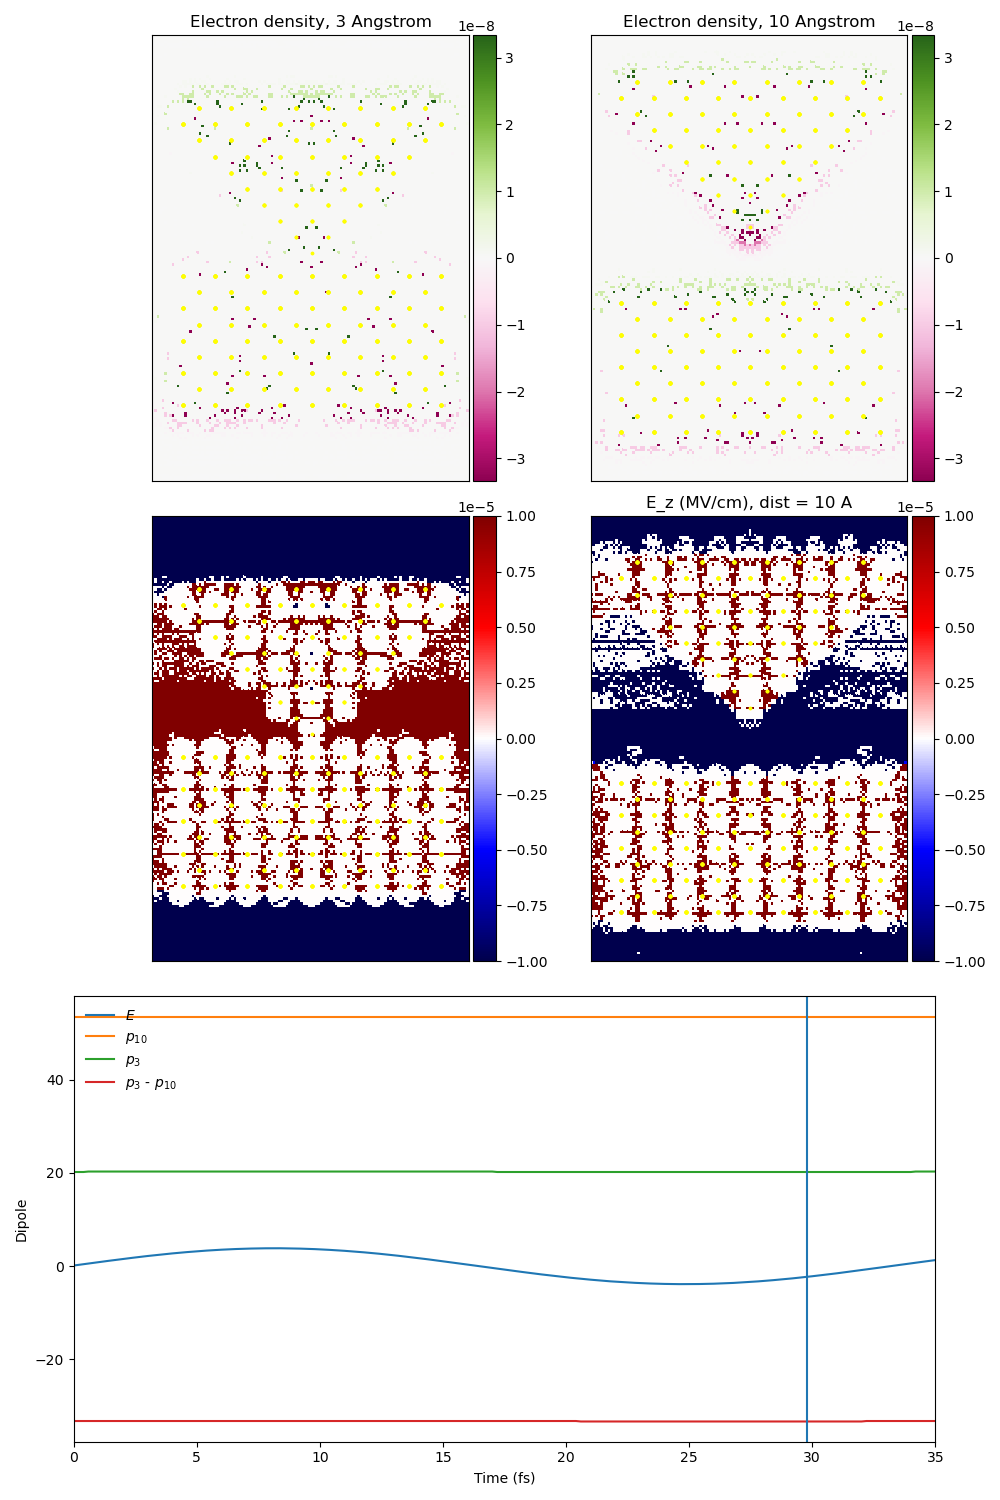 Electron density, 3 Angstrom
1e−8
3
2
1
0
−1
−2
−3
Electron density, 10 Angstrom
1e−8
3
2
1
0
−1
−2
−3
1e−5
1.00
0.75
0.50
0.25
0.00
−0.25
−0.50
−0.75
−1.00
E_z (MV/cm), dist = 10 A
1e−5
1.00
0.75
0.50
0.25
0.00
−0.25
−0.50
−0.75
−1.00
E
p10
p3
p3 - p10
40
20
0
−20
Dipole
0 5 10 15 20 25 30 35
Time (fs)